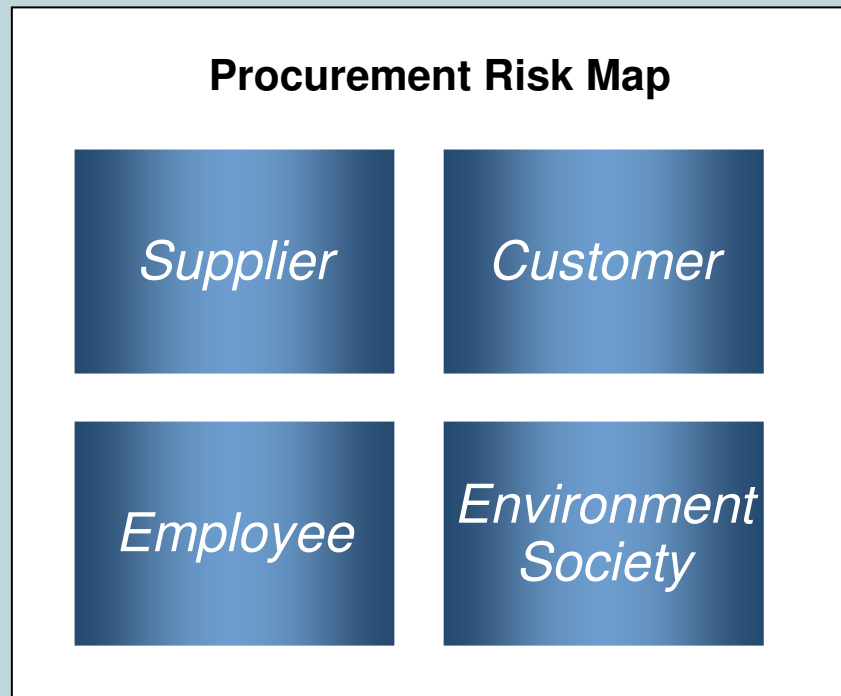 Procurement Risk Map
Supplier
Customer
Employee
Environment
Society